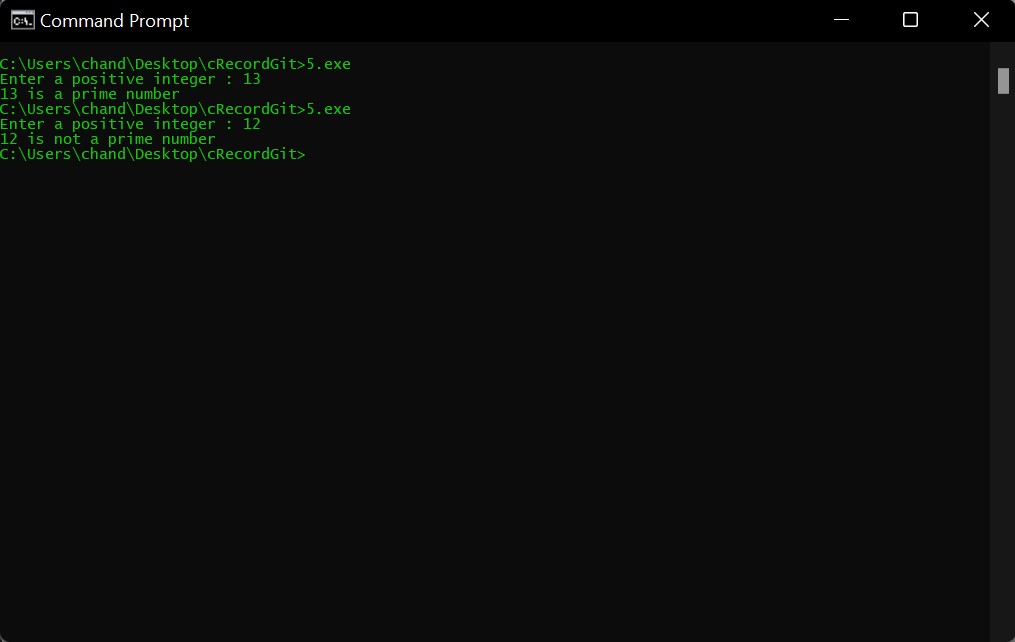 Command Prompt
C:\Users\chand\Desktop\cRecordGit>5.exe
Enter a positive integer : 13
13 is a prime number
C:\Users\chand\Desktop\cRecordGit>5.exe
Enter a positive integer : 12
12 is not a prime number
C:\Users\chand\Desktop\cRecordGit>